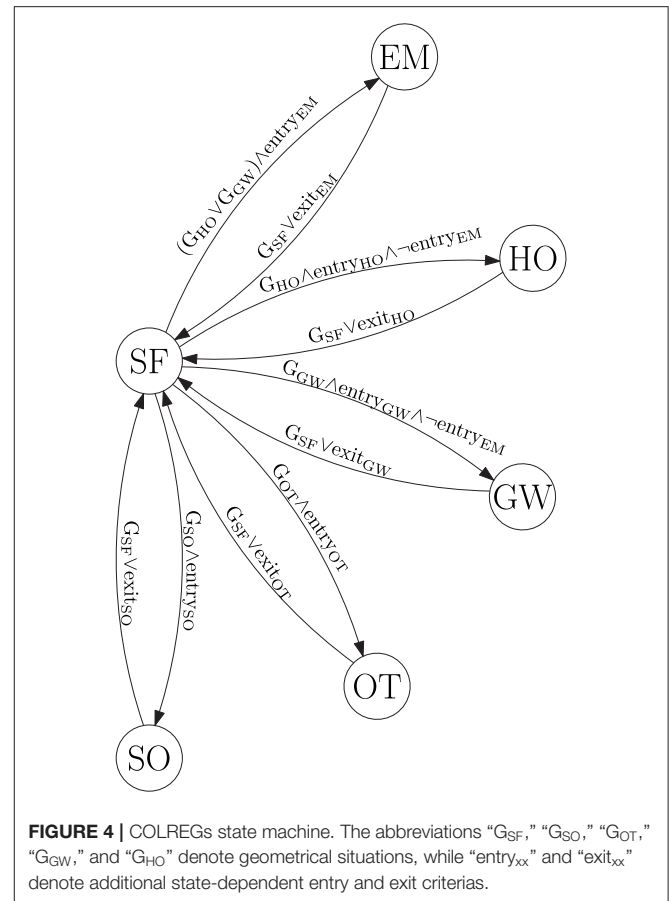 EM
(G_HO∨G_GW)∧entry_EM
G_SF∨exit_EM
G_HO∧entry_HO∧¬entry_EM
HO
G_SF∨exit_HO
SF
G_GW∧entry_GW∧¬entry_EM
G_SF∨exit_GW
GW
G_OT∧entry_OT
G_SF∨exit_OT
G_SO∧entry_SO
G_SF∨exit_SO
OT
SO
FIGURE 4 | COLREGs state machine. The abbreviations “G_SF,” “G_SO,” “G_OT,”
“G_GW,” and “G_HO” denote geometrical situations, while “entry_xx” and “exit_xx”
denote additional state-dependent entry and exit criterias.